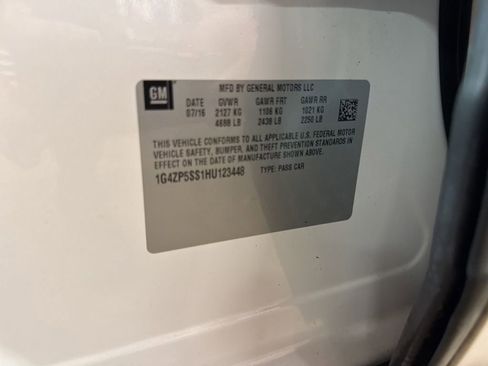 GM
MFD BY GENERAL MOTORS LLC
DATE GVWR GAWR FRT GAWR RR
07/16 2127 KG 1106 KG 1021 KG
4688 LB 2438 LB 2250 LB
THIS VEHICLE CONFORMS TO ALL APPLICABLE U.S. FEDERAL MOTOR
VEHICLE SAFETY, BUMPER, AND THEFT PREVENTION STANDARDS IN
EFFECT ON THE DATE OF MANUFACTURE SHOWN ABOVE.
1G4ZP5SS1HU123448 TYPE: PASS CAR